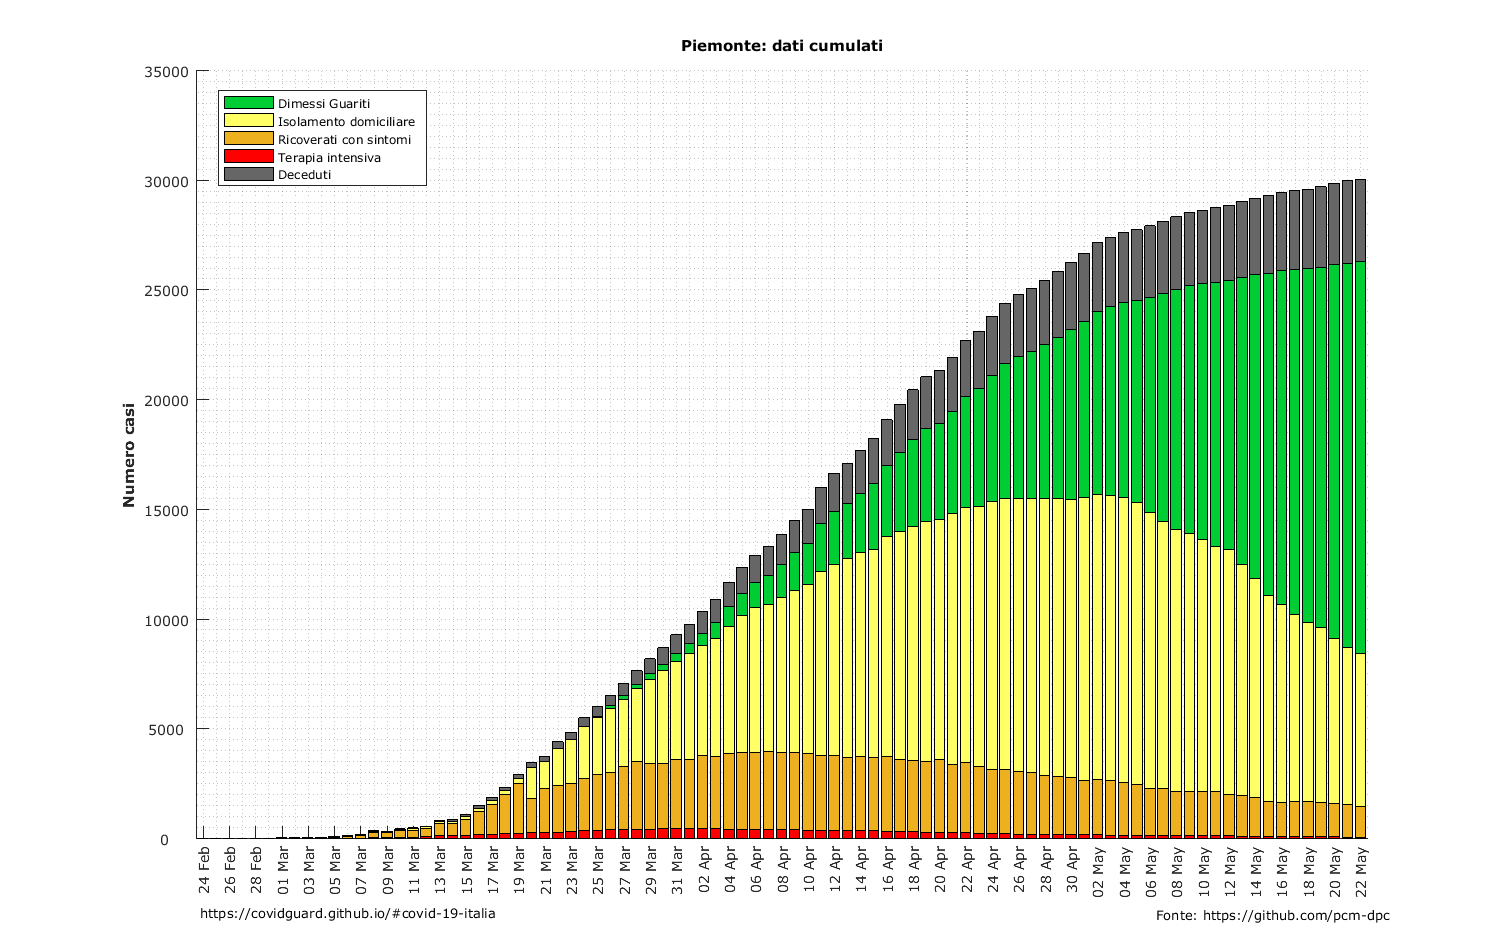 Piemonte: dati cumulati
35000
30000
25000
20000
15000
10000
5000
0
Numero casi
Dimessi Guariti
Isolamento domiciliare
Ricoverati con sintomi
Terapia intensiva
Deceduti
24 Feb
26 Feb
28 Feb
01 Mar
03 Mar
05 Mar
07 Mar
09 Mar
11 Mar
13 Mar
15 Mar
17 Mar
19 Mar
21 Mar
23 Mar
25 Mar
27 Mar
29 Mar
31 Mar
02 Apr
04 Apr
06 Apr
08 Apr
10 Apr
12 Apr
14 Apr
16 Apr
18 Apr
20 Apr
22 Apr
24 Apr
26 Apr
28 Apr
30 Apr
02 May
04 May
06 May
08 May
10 May
12 May
14 May
16 May
18 May
20 May
22 May
https://covidguard.github.io/#covid-19-italia
Fonte: https://github.com/pcm-dpc